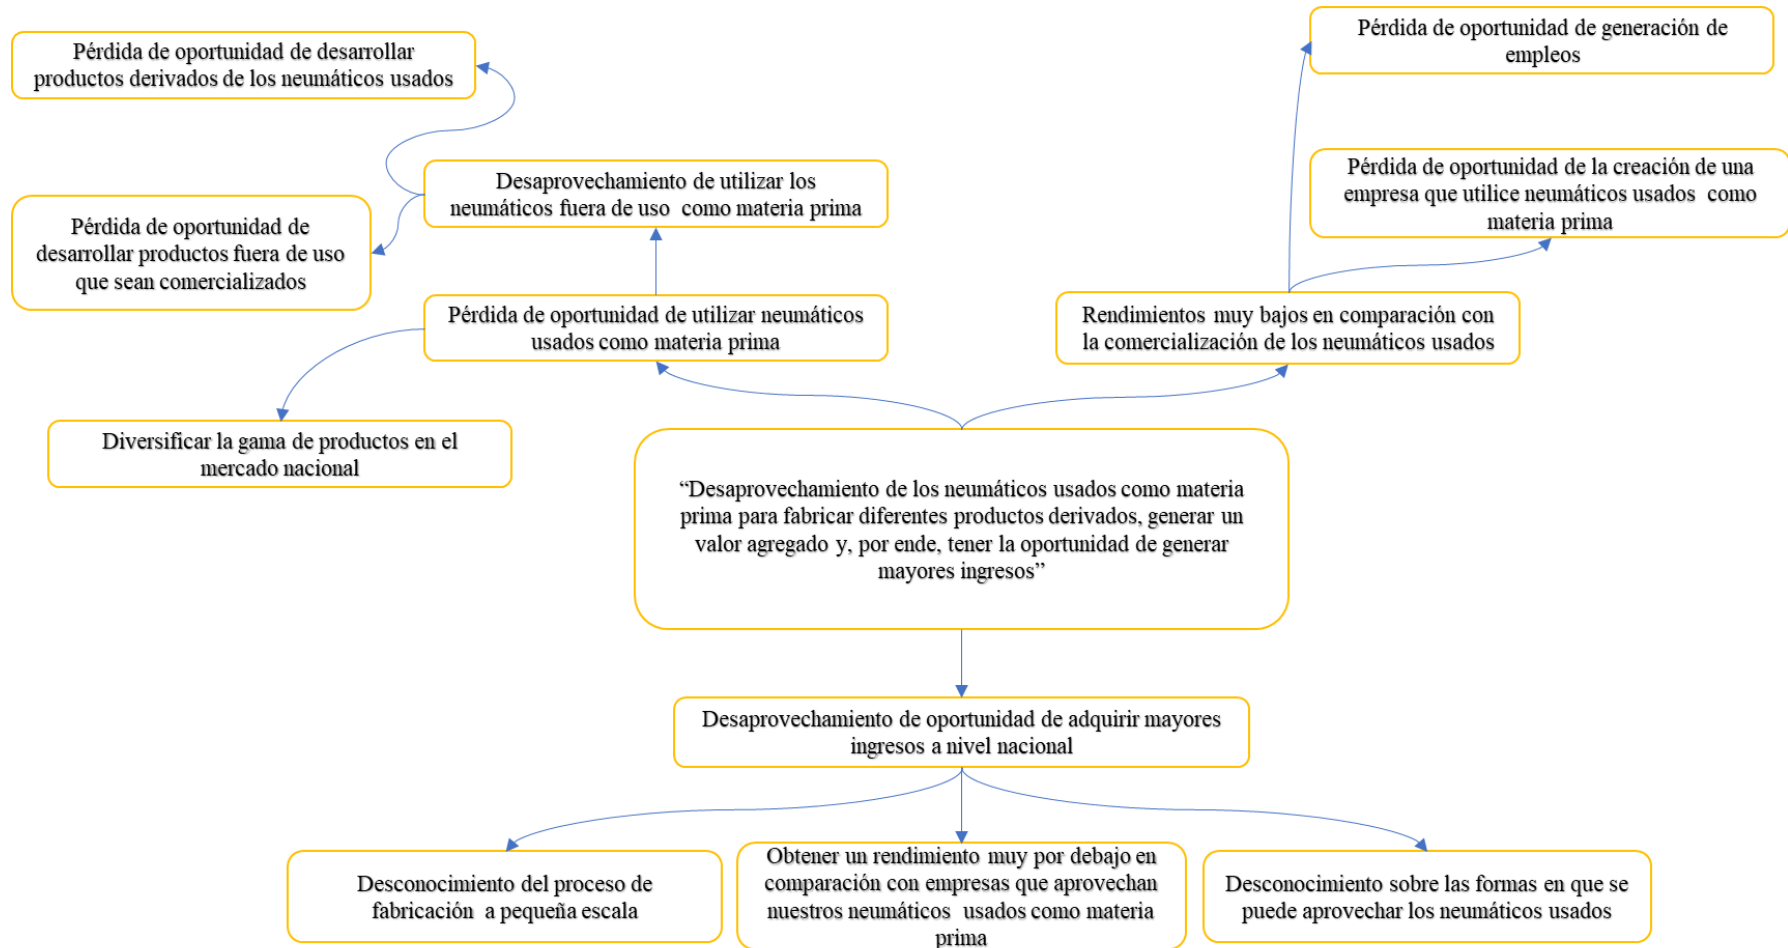 Pérdida de oportunidad de desarrollar
productos derivados de los neumáticos usados
Pérdida de oportunidad de generación de
empleos
Pérdida de oportunidad de la creación de una
empresa que utilice neumáticos usados como
materia prima
Desaprovechamiento de utilizar los
neumáticos fuera de uso como materia prima
Pérdida de oportunidad de
desarrollar productos fuera de uso
que sean comercializados
Pérdida de oportunidad de utilizar neumáticos
usados como materia prima
Rendimientos muy bajos en comparación con
la comercialización de los neumáticos usados
Diversificar la gama de productos en el
mercado nacional
“Desaprovechamiento de los neumáticos usados como materia
prima para fabricar diferentes productos derivados, generar un
valor agregado y, por ende, tener la oportunidad de generar
mayores ingresos”
Desaprovechamiento de oportunidad de adquirir mayores
ingresos a nivel nacional
Desconocimiento del proceso de
fabricación a pequeña escala
Obtener un rendimiento muy por debajo en
comparación con empresas que aprovechan
nuestros neumáticos usados como materia
prima
Desconocimiento sobre las formas en que se
puede aprovechar los neumáticos usados